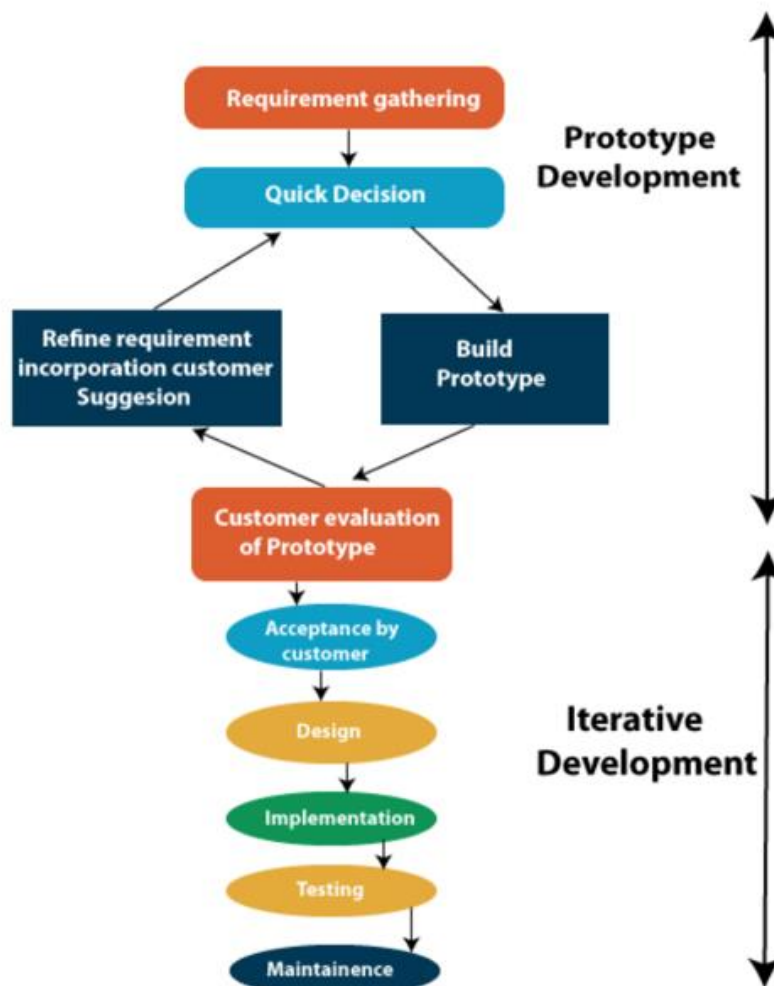 Requirement gathering
Prototype
Development
Quick Decision
Refine requirement
incorporation customer
Suggesion
Build
Prototype
Customer evaluation
of Prototype
Acceptance by
customer
Design
Iterative
Development
Implementation
Testing
Maintainence